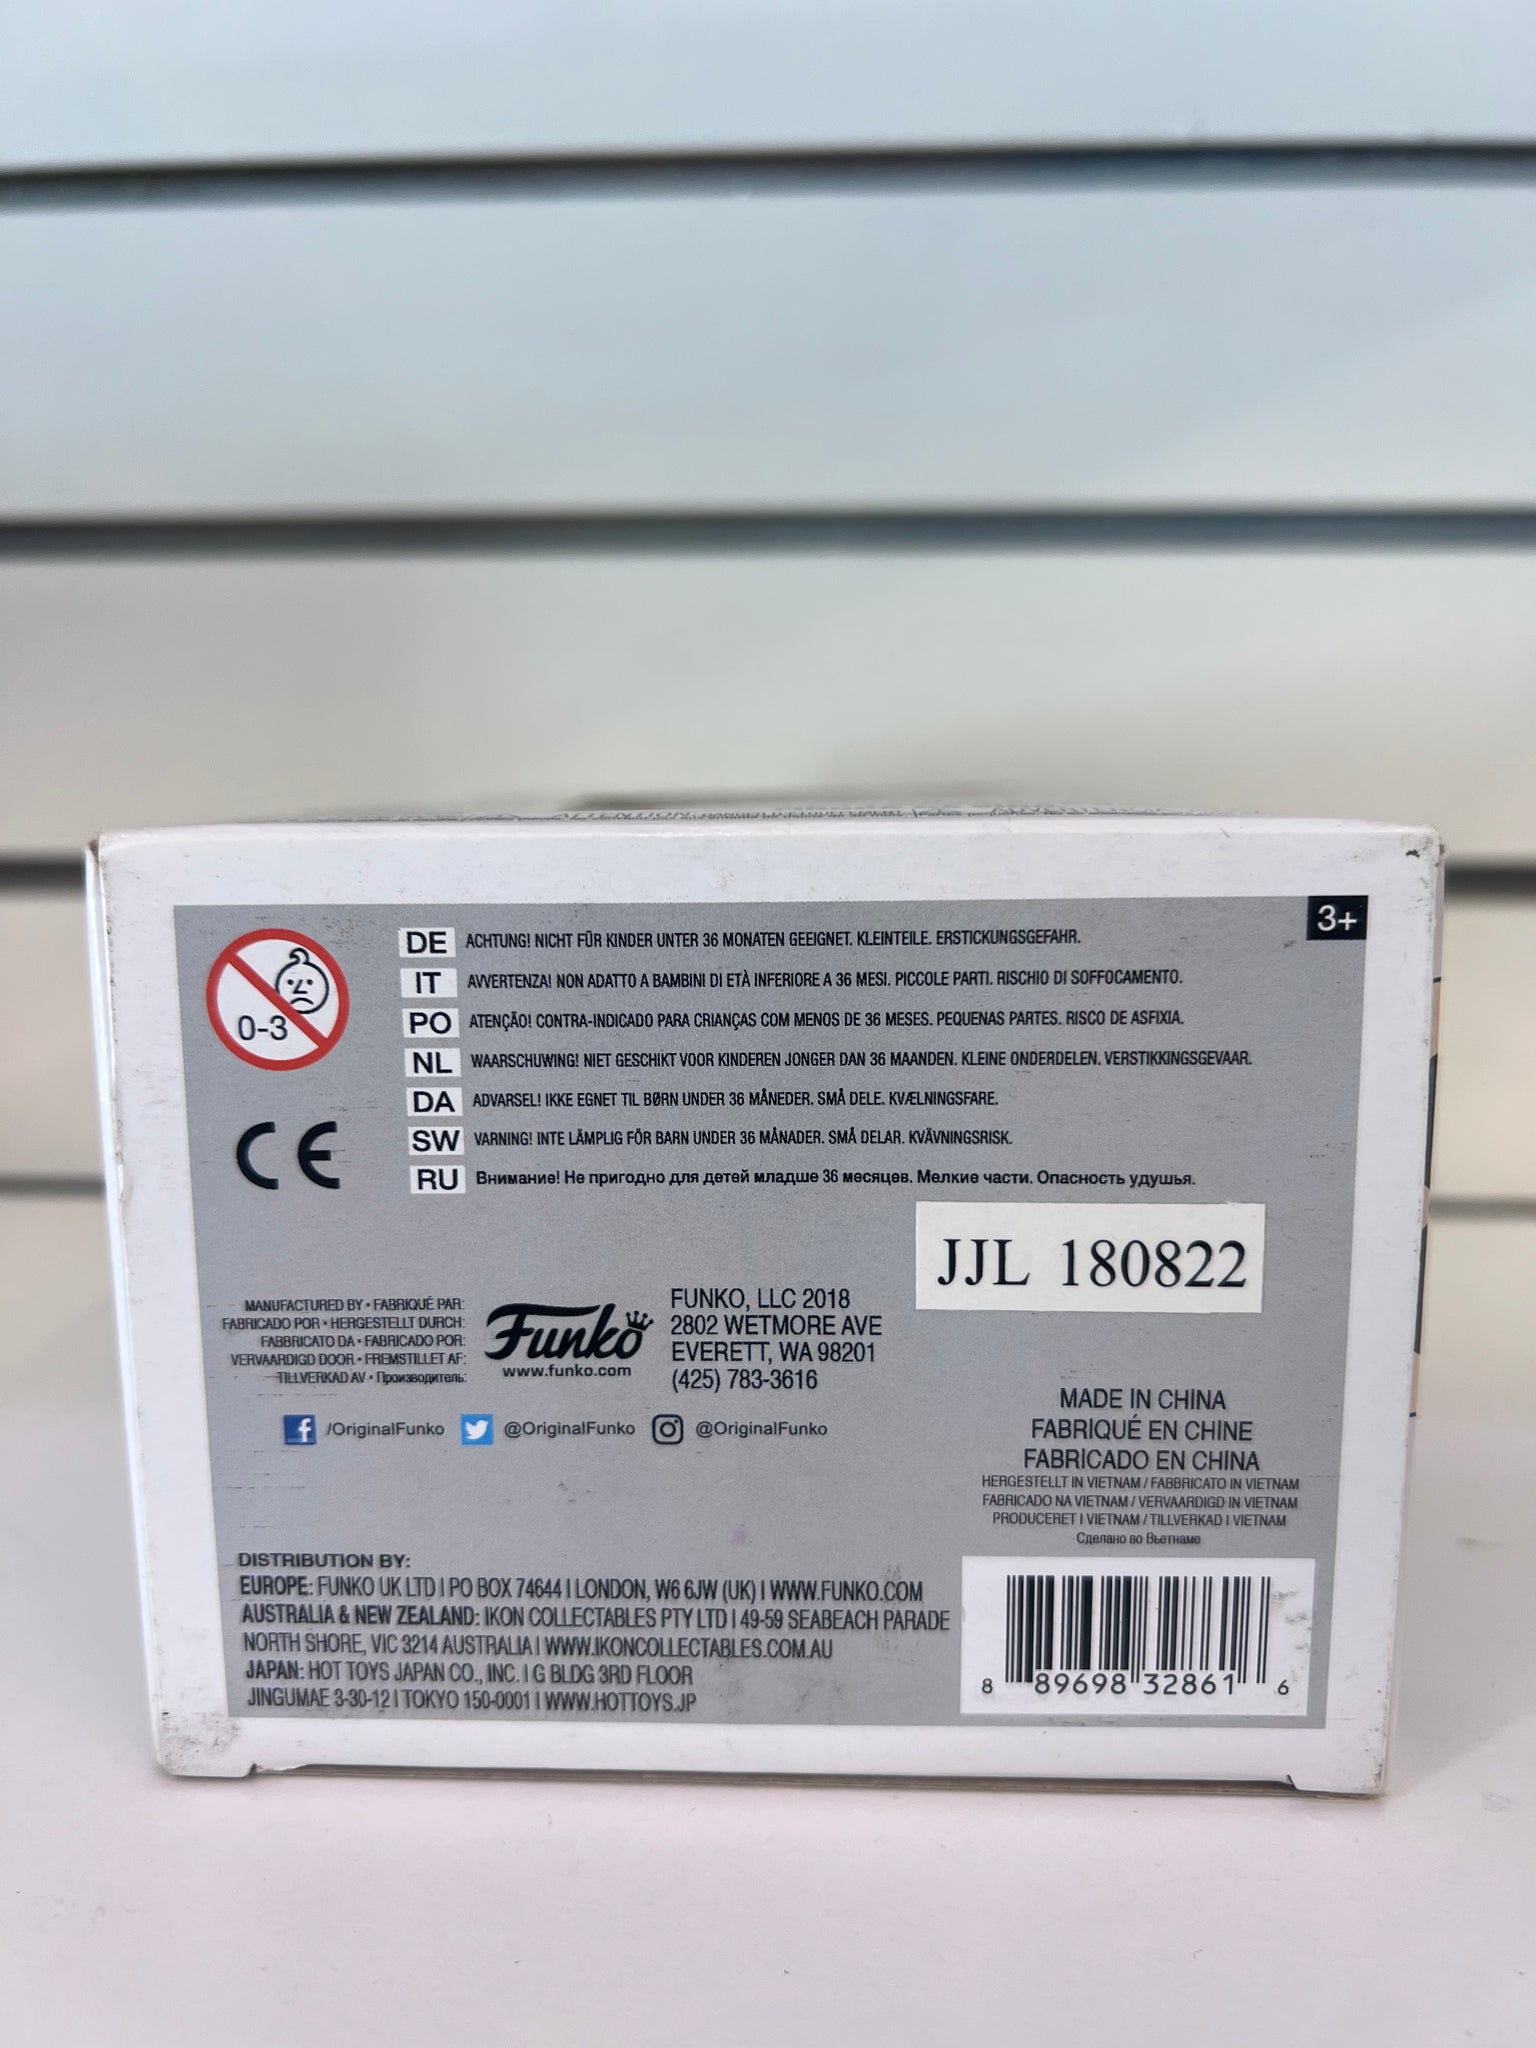 3+
0-3
DE ACHTUNG! NICHT FÜR KINDER UNTER 36 MONATEN GEEIGNET. KLEINTEILE. ERSTICKUNGSGEFAHR.
IT AVVERTENZA! NON ADATTO A BAMBINI DI ETÀ INFERIORE A 36 MESI. PICCOLE PARTI. RISCHIO DI SOFFOCAMENTO.
PO ATENÇÃO! CONTRA-INDICADO PARA CRIANÇAS COM MENOS DE 36 MESES. PEQUENAS PARTES. RISCO DE ASFIXIA.
NL WAARSCHUWING! NIET GESCHIKT VOOR KINDEREN JONGER DAN 36 MAANDEN. KLEINE ONDERDELEN. VERSTIKKINGSGEVAAR.
DA ADVARSEL! IKKE EGNET TIL BØRN UNDER 36 MÅNEDER. SMÅ DELE. KVÆLNINGSFARE.
SW VARNING! INTE LÄMPLIG FÖR BARN UNDER 36 MÅNADER. SMÅ DELAR. KVÄVNINGSRISK.
RU Внимание! Не пригодно для детей младше 36 месяцев. Мелкие части. Опасность удушья.
CE
JJL 180822
MANUFACTURED BY • FABRIQUÉ PAR:
FABRICADO POR • HERGESTELLT DURCH:
FABBRICATO DA • FABRICADO POR:
VERVAARDIGD DOOR • FREMSTILLET AF:
TILLVERKAD AV • Производитель:
Funko
www.funko.com
FUNKO, LLC 2018
2802 WETMORE AVE
EVERETT, WA 98201
(425) 783-3616
/OriginalFunko @OriginalFunko @OriginalFunko
MADE IN CHINA
FABRIQUÉ EN CHINE
FABRICADO EN CHINA
HERGESTELLT IN VIETNAM / FABBRICATO IN VIETNAM
FABRICADO NA VIETNAM / VERVAARDIGD IN VIETNAM
PRODUCERET I VIETNAM / TILLVERKAD I VIETNAM
Сделано во Вьетнаме
DISTRIBUTION BY:
EUROPE: FUNKO UK LTD | PO BOX 74644 | LONDON, W6 6JW (UK) | WWW.FUNKO.COM
AUSTRALIA & NEW ZEALAND: IKON COLLECTABLES PTY LTD | 49-59 SEABEACH PARADE
NORTH SHORE, VIC 3214 AUSTRALIA | WWW.IKONCOLLECTABLES.COM.AU
JAPAN: HOT TOYS JAPAN CO., INC. | G BLDG 3RD FLOOR
JINGUMAE 3-30-12 | TOKYO 150-0001 | WWW.HOTTOYS.JP
8 89698 32861 6